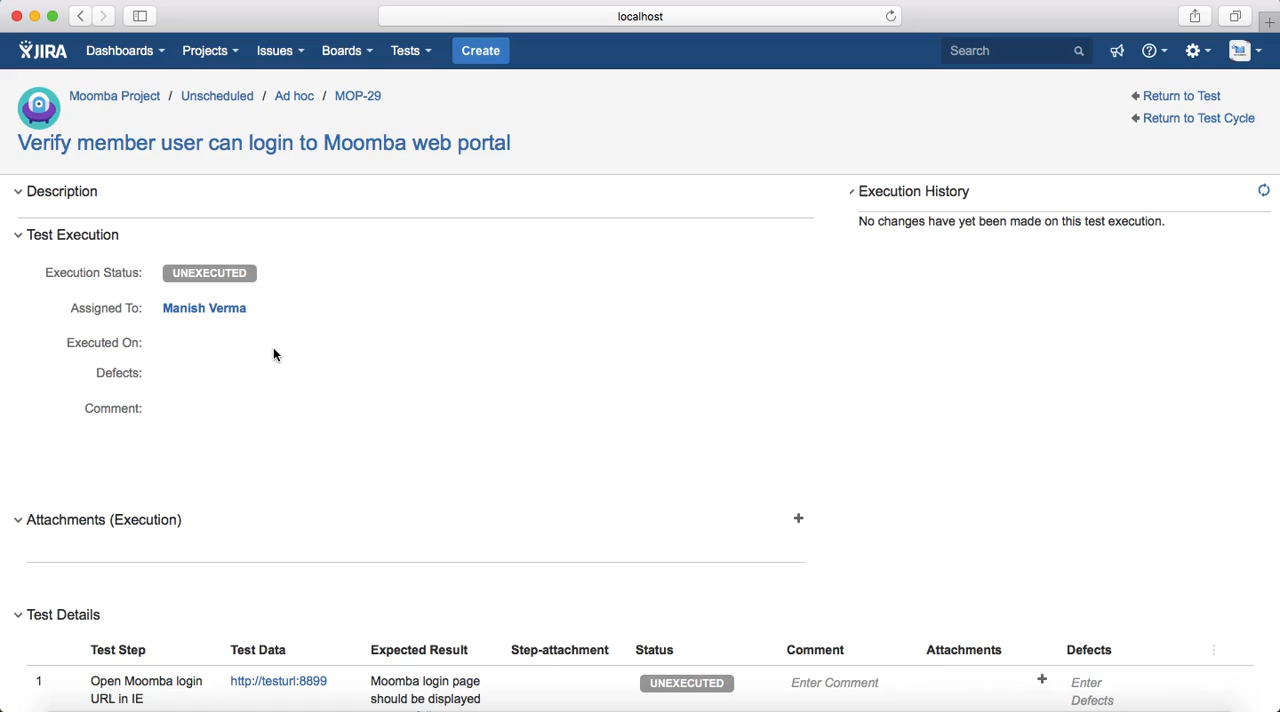 localhost
JIRA Dashboards Projects Issues Boards Tests Create Search
Moomba Project / Unscheduled / Ad hoc / MOP-29
Return to Test
Return to Test Cycle
Verify member user can login to Moomba web portal
Description
Execution History
No changes have yet been made on this test execution.
Test Execution
Execution Status: UNEXECUTED
Assigned To: Manish Verma
Executed On:
Defects:
Comment:
Attachments (Execution)
Test Details
Test Step Test Data Expected Result Step-attachment Status Comment Attachments Defects
1 Open Moomba login http://testurl:8899 Moomba login page UNEXECUTED Enter Comment + Enter
URL in IE should be displayed Defects